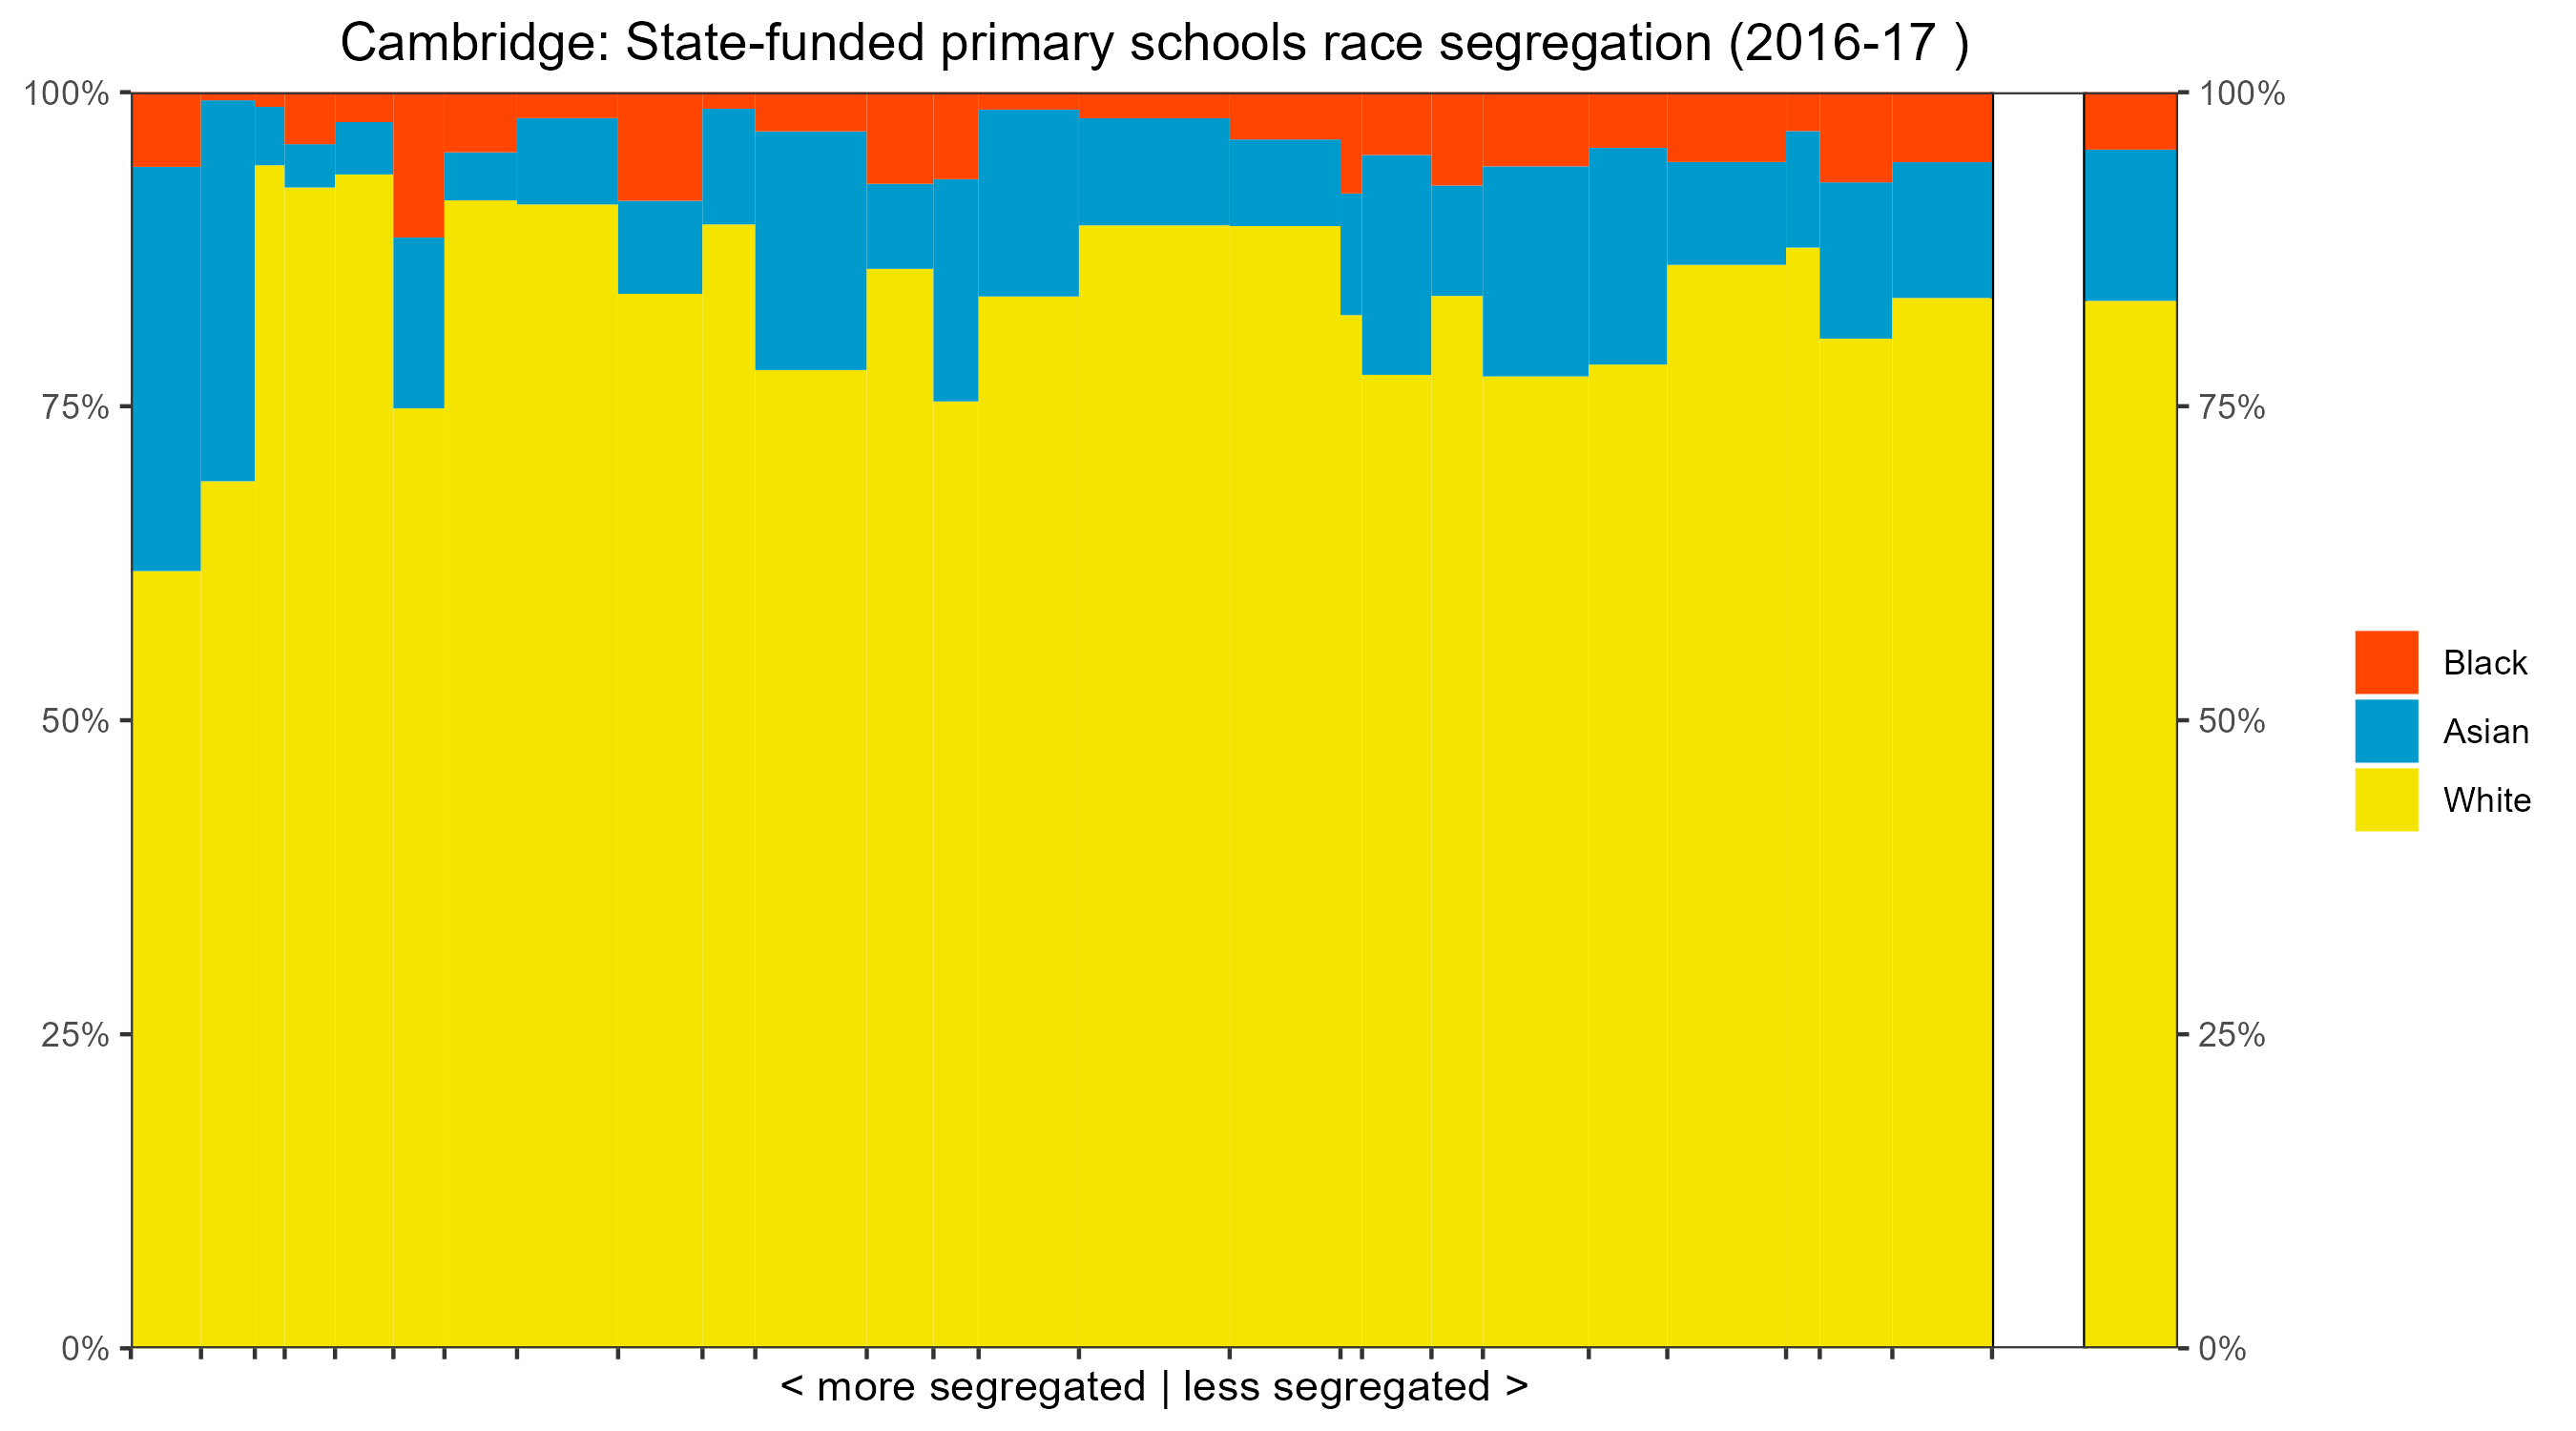 Cambridge: State-funded primary schools race segregation (2016-17 )
100%
75%
50%
25%
0%
100%
75%
50%
25%
0%
Black
Asian
White
< more segregated | less segregated >